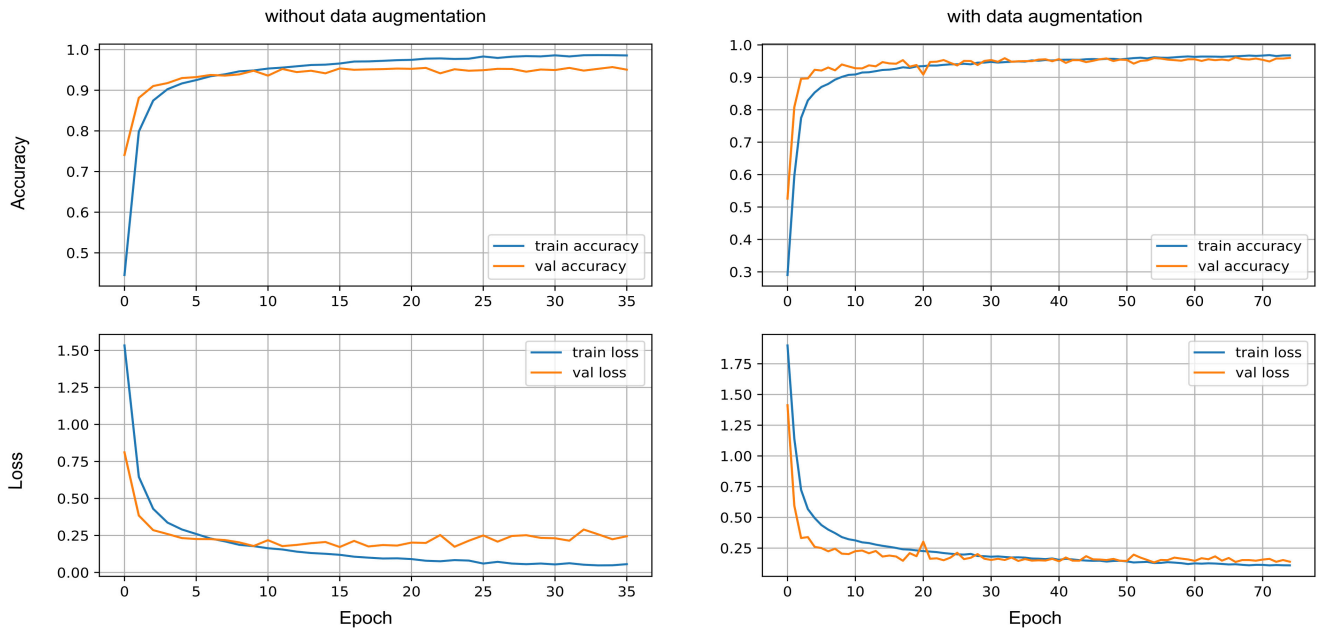 without data augmentation
with data augmentation
Accuracy
1.0
0.9
0.8
0.7
0.6
0.5
0 5 10 15 20 25 30 35
train accuracy
val accuracy
1.0
0.9
0.8
0.7
0.6
0.5
0.4
0.3
0 10 20 30 40 50 60 70
train accuracy
val accuracy
Loss
1.50
1.25
1.00
0.75
0.50
0.25
0.00
0 5 10 15 20 25 30 35
train loss
val loss
Epoch
1.75
1.50
1.25
1.00
0.75
0.50
0.25
0 10 20 30 40 50 60 70
train loss
val loss
Epoch